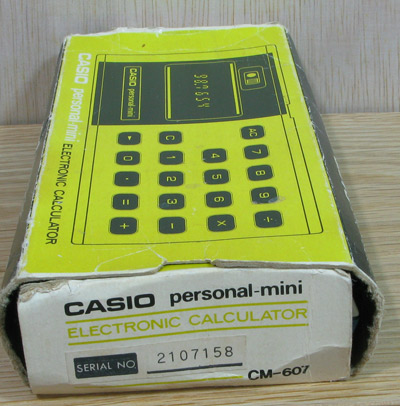 CASIO personal-mini ELECTRONIC CALCULATOR
CASIO personal-mini
C AC
0 1 4 7
· 2 5 8
= 3 6 9
+ − × ÷
CASIO personal-mini
ELECTRONIC CALCULATOR
SERIAL NO. 2107158
CM-607